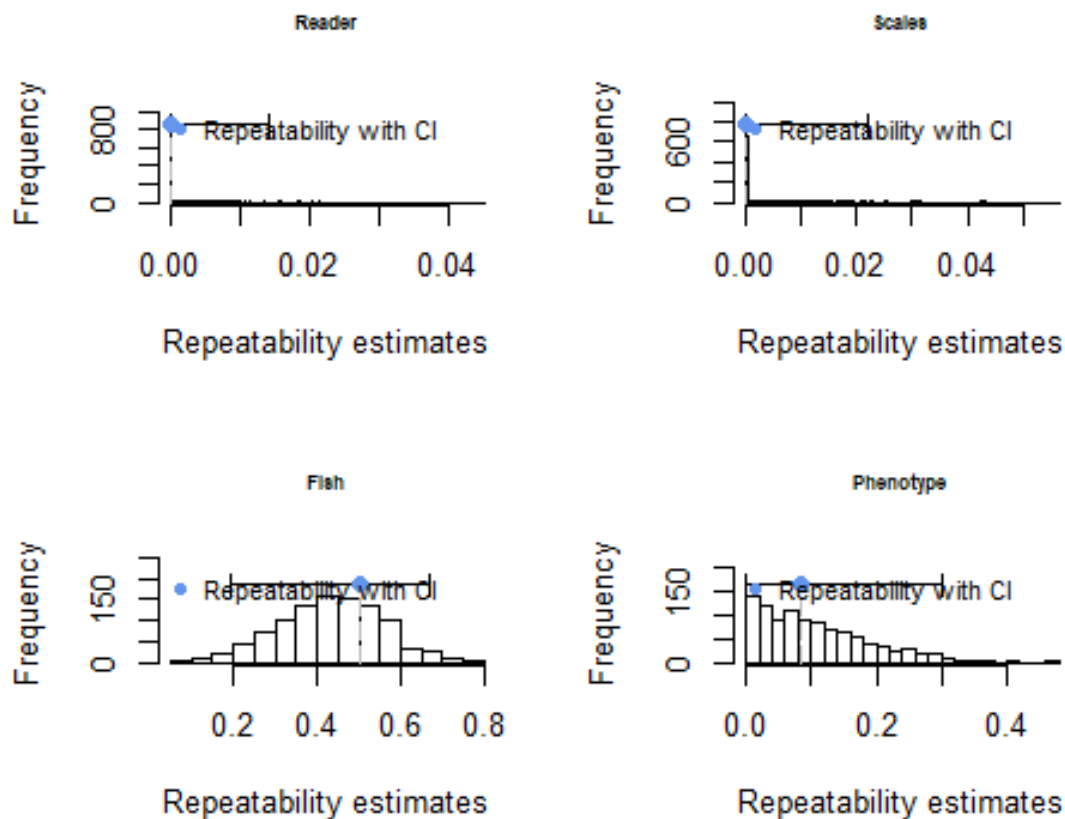 Reader
Frequency
800
0
Repeatability with CI
0.00 0.02 0.04
Repeatability estimates
Scales
Frequency
600
0
Repeatability with CI
0.00 0.02 0.04
Repeatability estimates
Fish
Frequency
150
0
Repeatability with CI
0.2 0.4 0.6 0.8
Repeatability estimates
Phenotype
Frequency
150
0
Repeatability with CI
0.0 0.2 0.4
Repeatability estimates